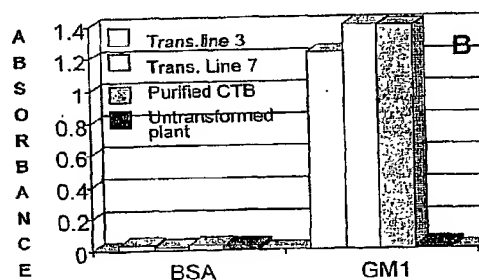 B
ABSORBANCE
1.4
1.2
1
0.8
0.6
0.4
0.2
0
Trans.line 3
Trans. Line 7
Purified CTB
Untransformed
plant
BSA
GM1